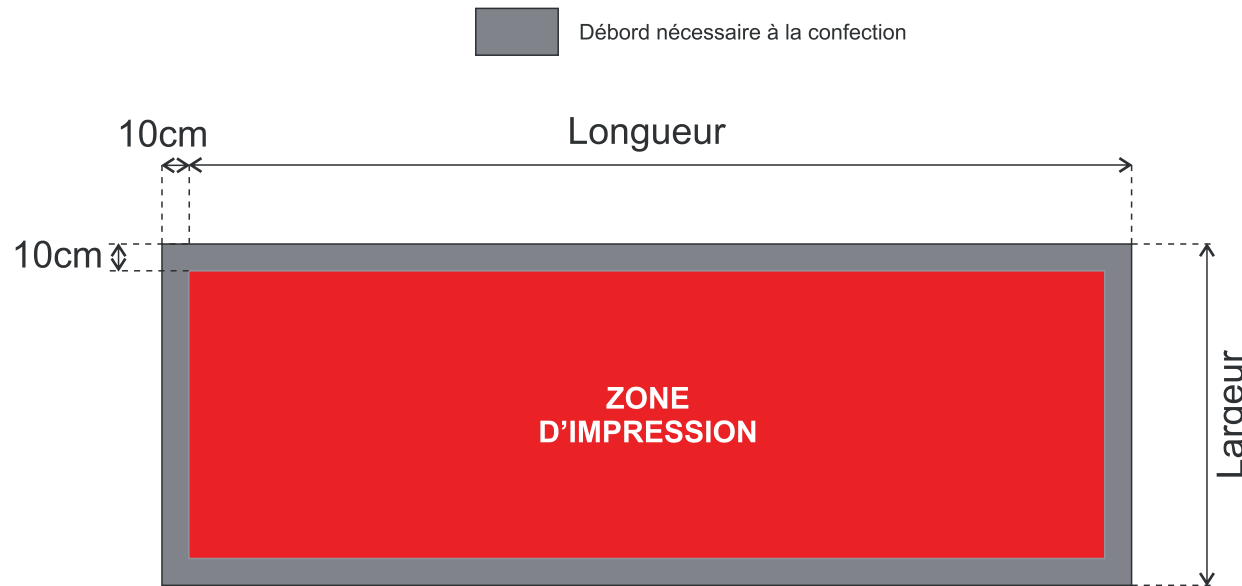 Débord nécessaire à la confection
10cm
Longueur
10cm
ZONE
D'IMPRESSION
Largeur